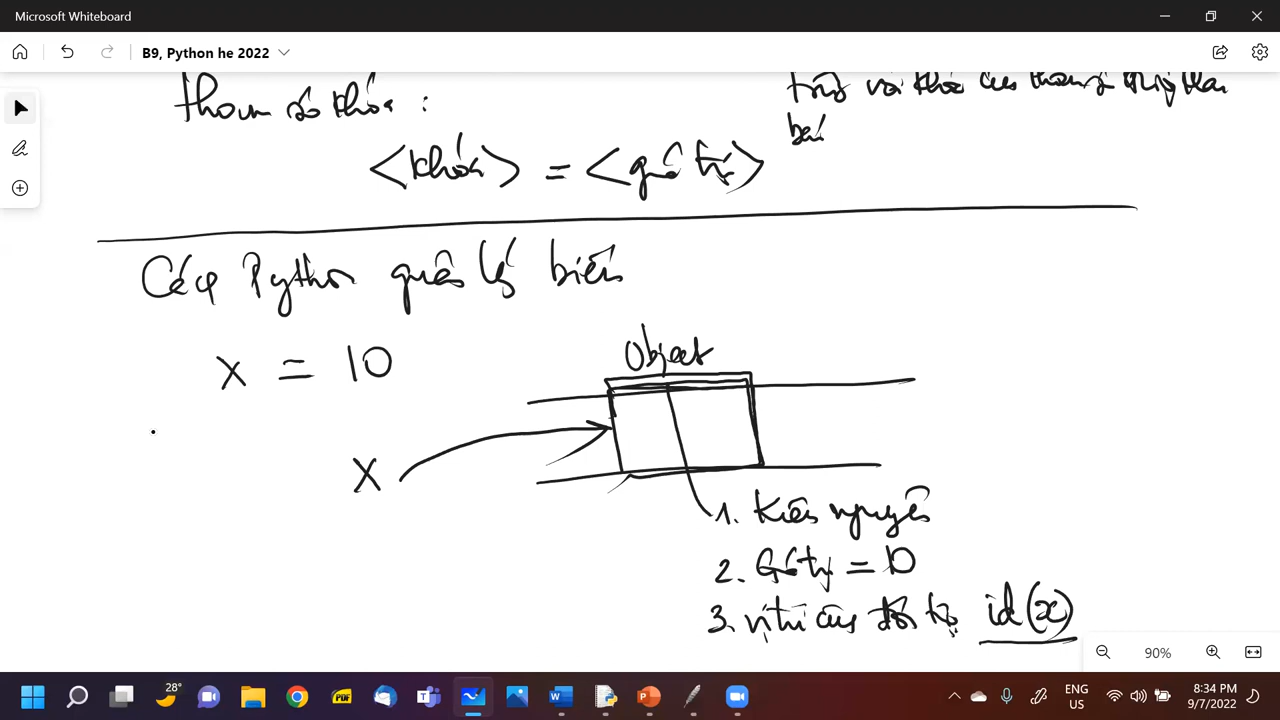 Microsoft Whiteboard
B9, Python he 2022
tham số khóa :
bai
<khóa> = <giá trị>
Cách Python quản lý biến
x = 10
Object
X
1. Kiểu nguyên
2. Giá trị = 10
3. vị trí của đối tg id(x)
90%
28°
ENG
US
8:34 PM
9/7/2022